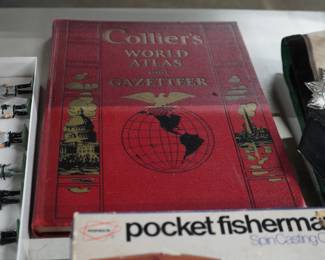 Collier's
WORLD
ATLAS
AND
GAZETTEER
pocket fisherma
Spin Casting